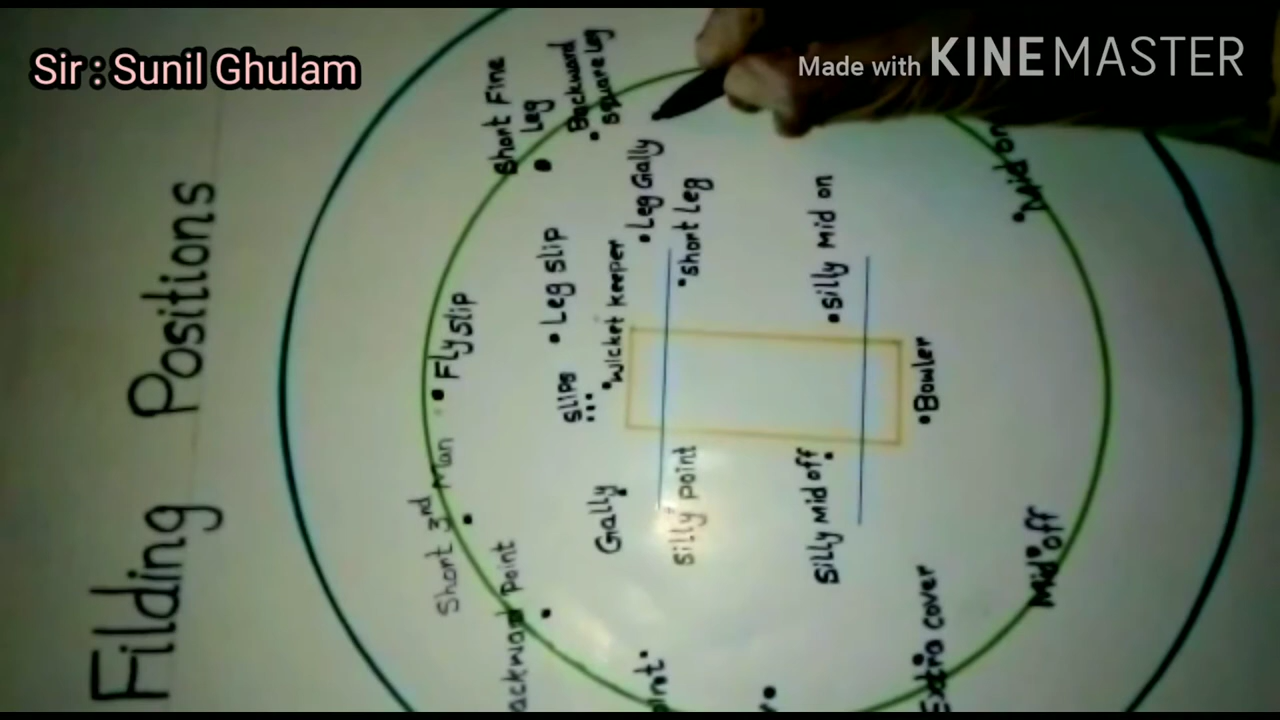 Sir : Sunil Ghulam
Made with KINEMASTER
Filding Positions
Short Fine
Leg
Backward
square leg
Leg Gally
short Leg
Mid on
silly Mid on
Leg slip
wicket keeper
Fly slip
slips
Bowler
Short 3rd Man
Gally
silly point
silly Mid off
Mid off
Extra cover
ackward Point